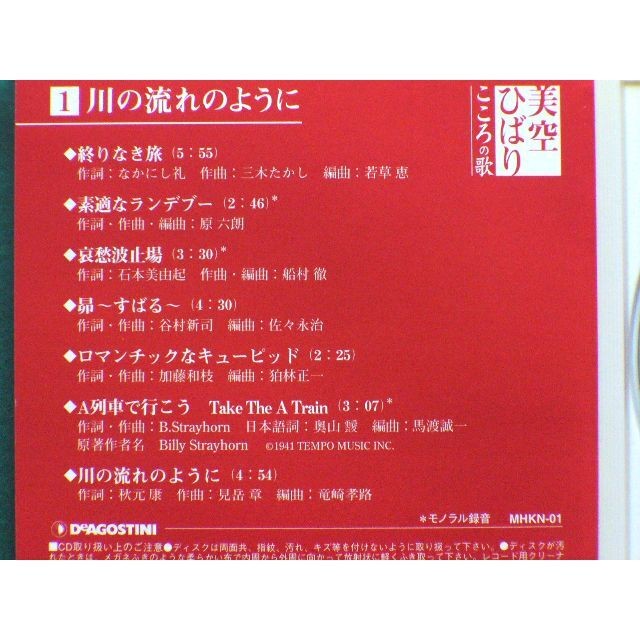 1 川の流れのように
美空ひばり
こころの歌
◆終りなき旅(5:55)
作詞:なかにし礼 作曲:三木たかし 編曲:若草 恵
◆素適なランデブー(2:46)*
作詞・作曲・編曲:原 六朗
◆哀愁波止場(3:30)*
作詞:石本美由起 作曲・編曲:船村 徹
◆昴〜すばる〜(4:30)
作詞・作曲:谷村新司 編曲:佐々永治
◆ロマンチックなキューピッド(2:25)
作詞・作曲:加藤和枝 編曲:狛林正一
◆A列車で行こう Take The A Train(3:07)*
作詞・作曲:B.Strayhorn 日本語詞:奥山 靉 編曲:馬渡誠一
原著作者名 Billy Strayhorn ©1941 TEMPO MUSIC INC.
◆川の流れのように(4:54)
作詞:秋元 康 作曲:見岳 章 編曲:竜崎孝路
DeAGOSTINI
*モノラル録音 MHKN-01
■CD取り扱い上のご注意●ディスクは両面共、指紋、汚れ、キズ等を付けないように取り扱って下さい。●ディスクが汚
れたときは、メガネふきのような柔らかい布で内周から外周に向かって放射状に軽くふき取って下さい。レコード用クリーナ